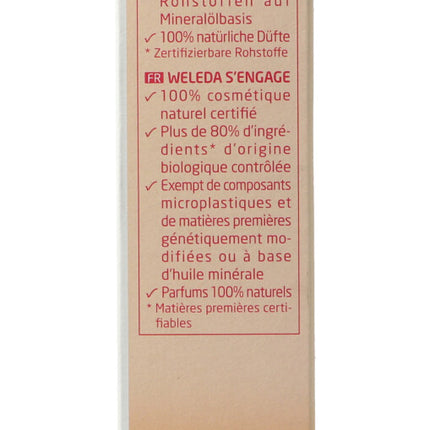 Rohstoffen auf
Mineralölbasis
✓ 100% natürliche Düfte
* Zertifizierbare Rohstoffe
FR WELEDA S'ENGAGE
✓ 100% cosmétique
naturel certifié
✓ Plus de 80% d'ingré-
dients* d'origine
biologique contrôlée
✓ Exempt de composants
microplastiques et
de matières premières
génétiquement mo-
difiées ou à base
d'huile minérale
✓ Parfums 100% naturels
* Matières premières certi-
fiables